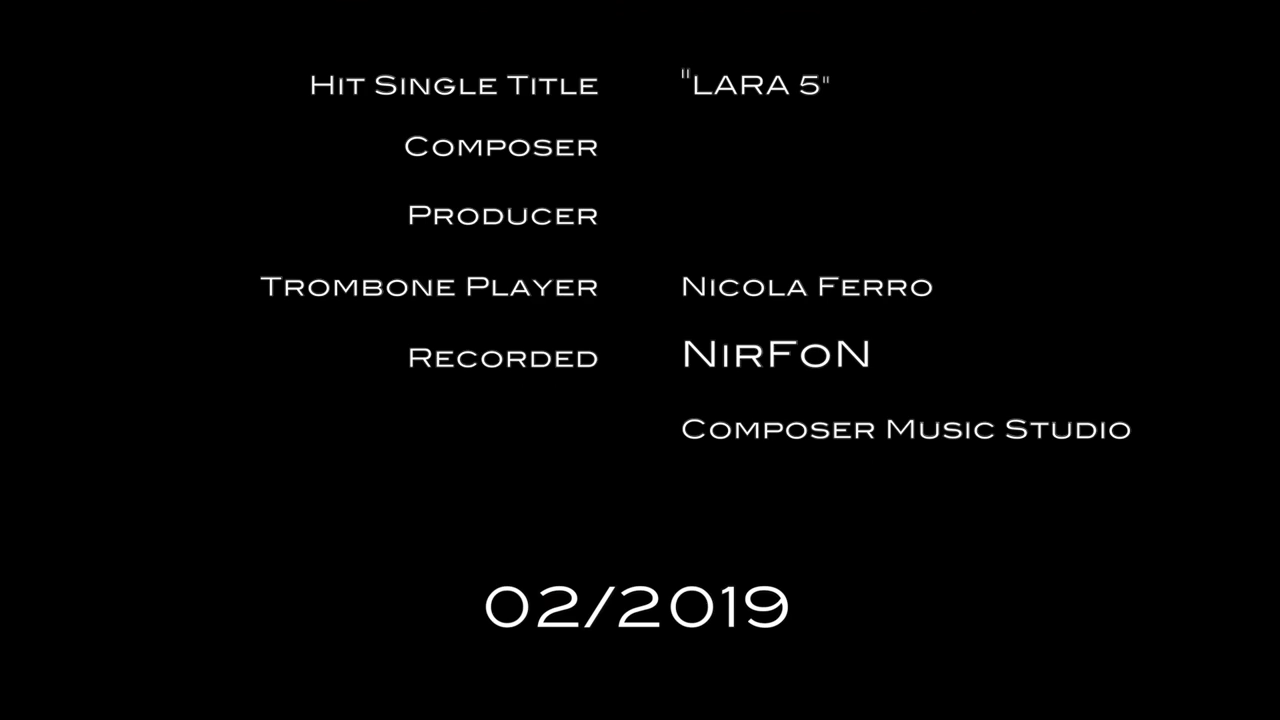 Hit Single Title "LARA 5"
Composer
Producer
Trombone Player Nicola Ferro
Recorded NirFoN
Composer Music Studio
02/2019